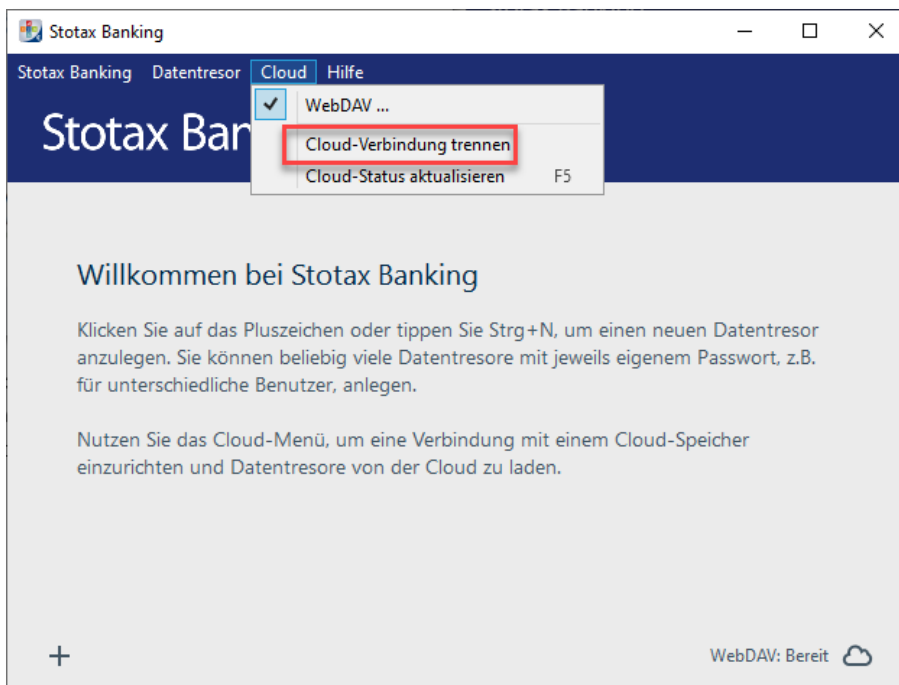 Stotax Banking
Stotax Banking Datentresor Cloud Hilfe
WebDAV ...
Stotax Ban
Cloud-Verbindung trennen
Cloud-Status aktualisieren F5
Willkommen bei Stotax Banking
Klicken Sie auf das Pluszeichen oder tippen Sie Strg+N, um einen neuen Datentresor
anzulegen. Sie können beliebig viele Datentresore mit jeweils eigenem Passwort, z.B.
für unterschiedliche Benutzer, anlegen.
Nutzen Sie das Cloud-Menü, um eine Verbindung mit einem Cloud-Speicher
einzurichten und Datentresore von der Cloud zu laden.
WebDAV: Bereit